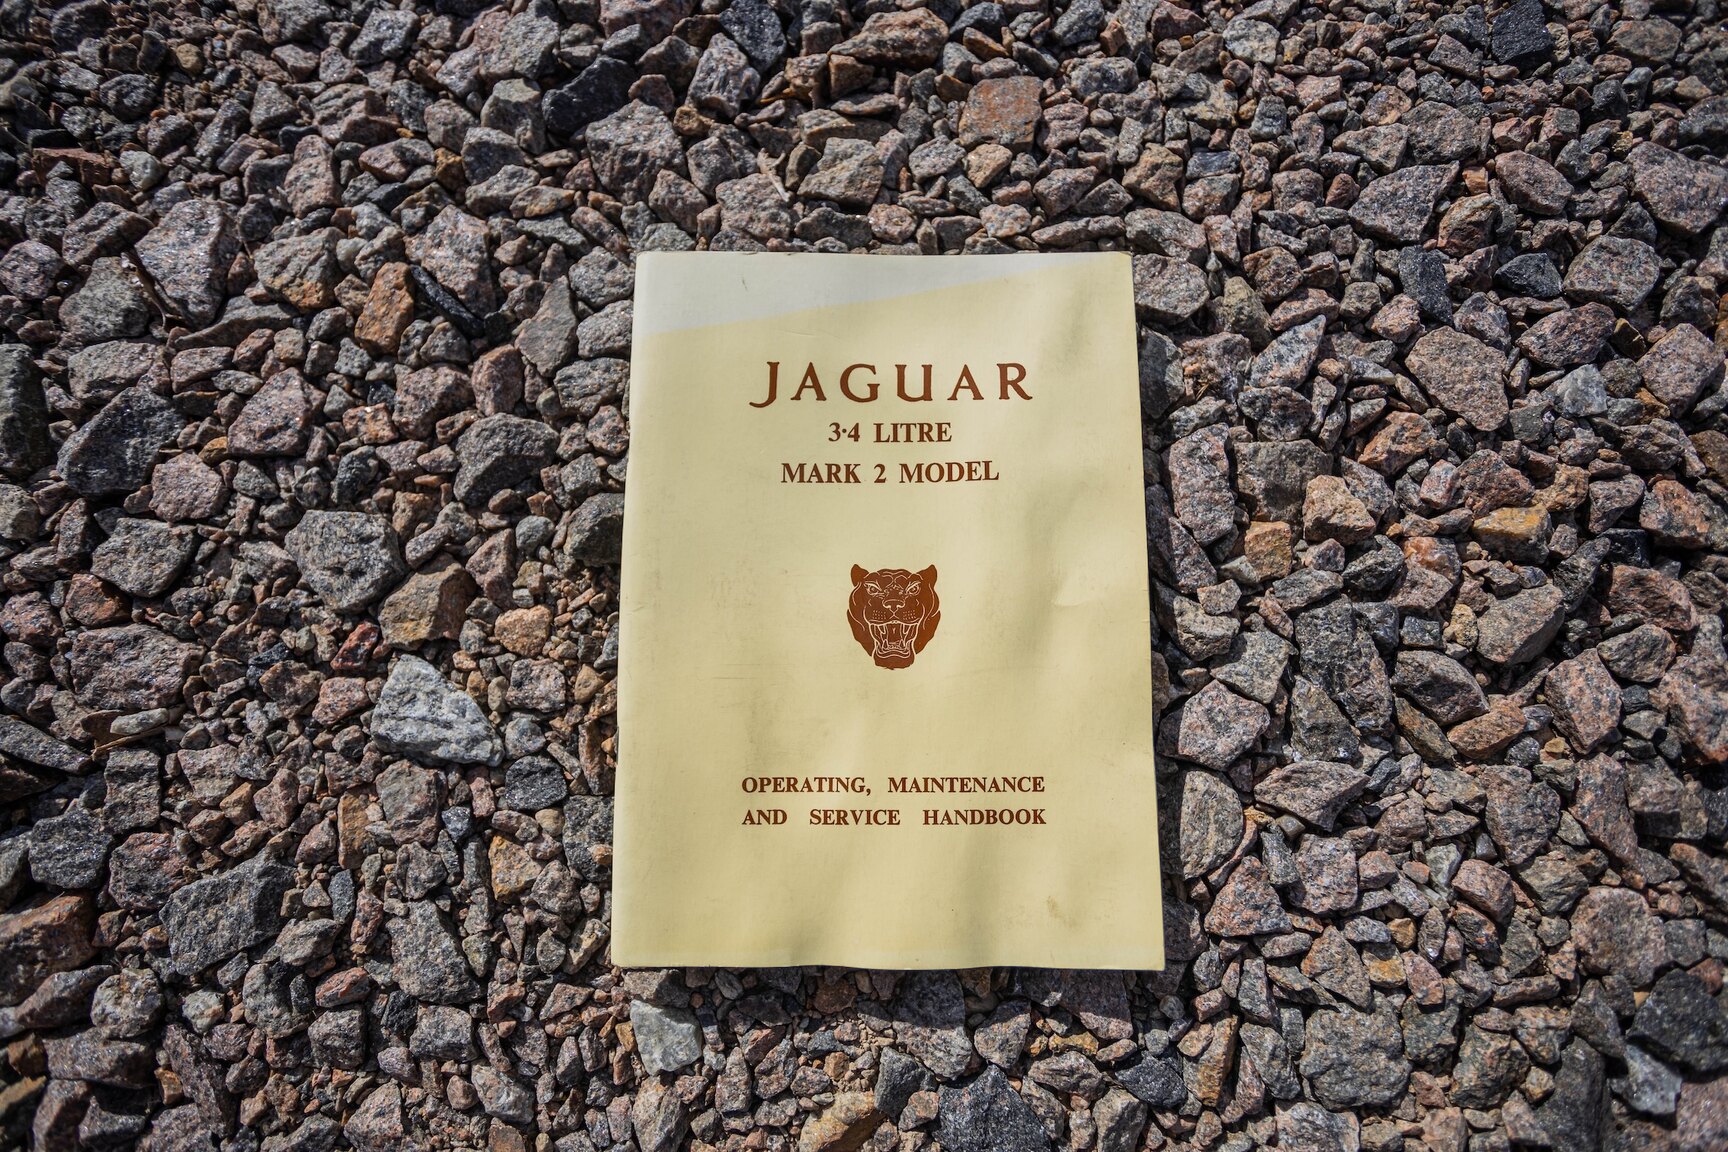 JAGUAR
3·4 LITRE
MARK 2 MODEL
OPERATING, MAINTENANCE
AND SERVICE HANDBOOK